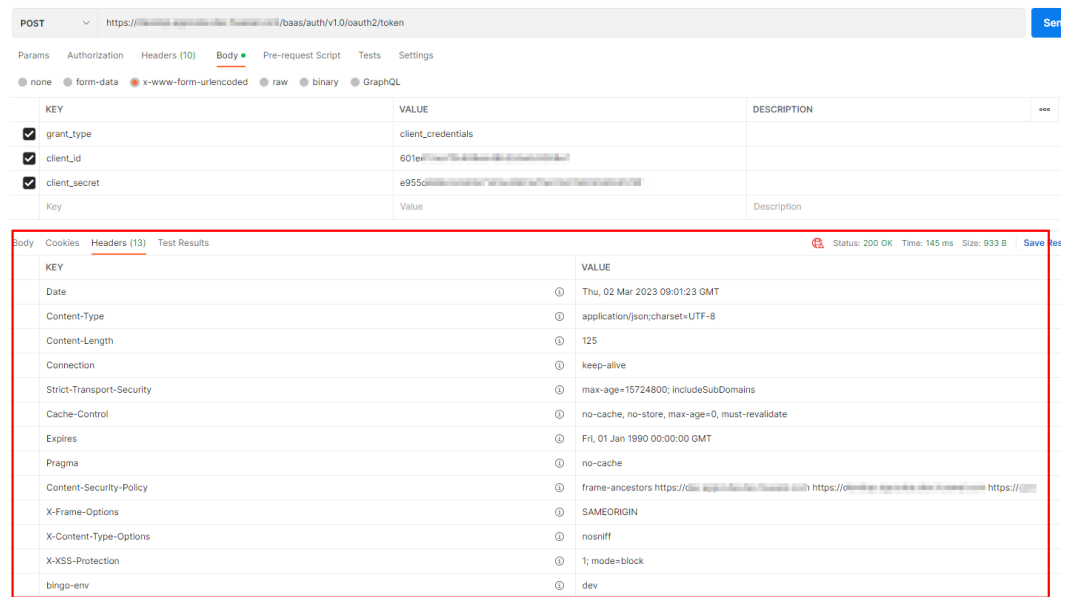 POST https:// /baas/auth/v1.0/oauth2/token Sen
Params Authorization Headers (10) Body Pre-request Script Tests Settings
none form-data x-www-form-urlencoded raw binary GraphQL
KEY VALUE DESCRIPTION
grant_type client_credentials
client_id 601e
client_secret e955
Key Value Description
Body Cookies Headers (13) Test Results Status: 200 OK Time: 145 ms Size: 933 B Save Res
KEY VALUE
Date Thu, 02 Mar 2023 09:01:23 GMT
Content-Type application/json;charset=UTF-8
Content-Length 125
Connection keep-alive
Strict-Transport-Security max-age=15724800; includeSubDomains
Cache-Control no-cache, no-store, max-age=0, must-revalidate
Expires Fri, 01 Jan 1990 00:00:00 GMT
Pragma no-cache
Content-Security-Policy frame-ancestors https:// https:// https://
X-Frame-Options SAMEORIGIN
X-Content-Type-Options nosniff
X-XSS-Protection 1; mode=block
bingo-env dev